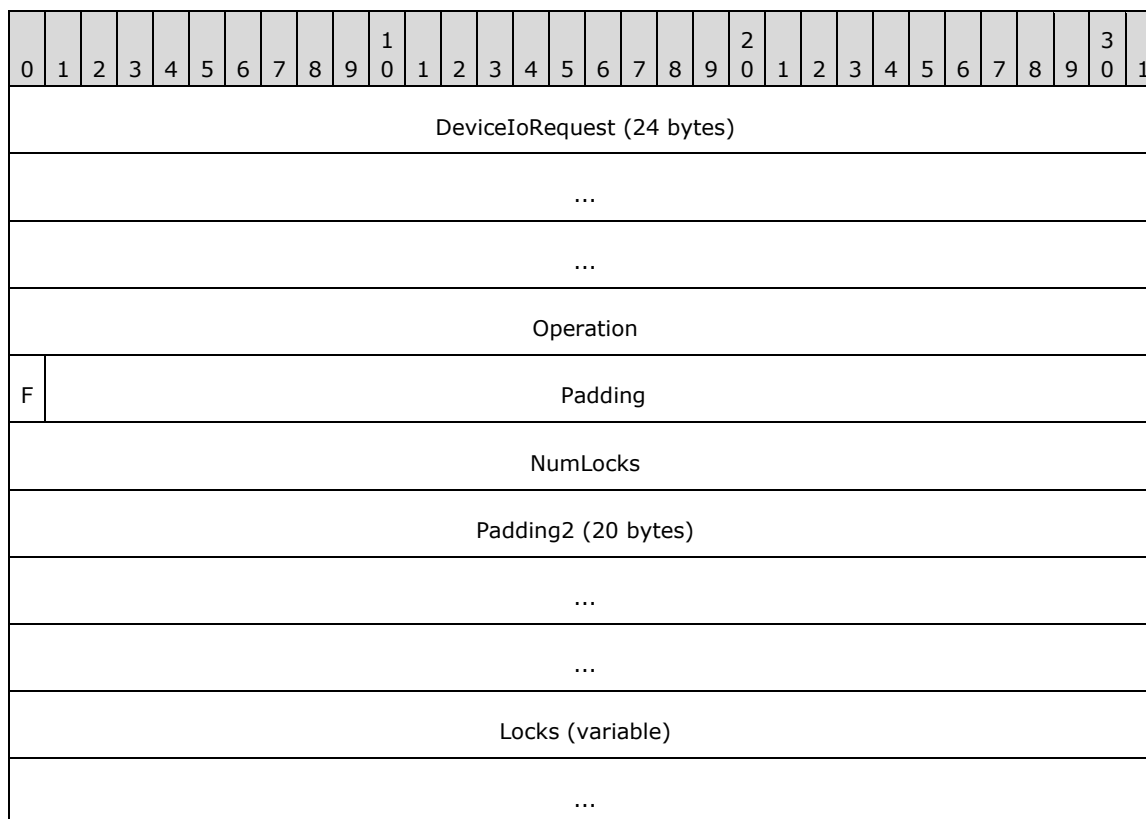 1 2 3
0 1 2 3 4 5 6 7 8 9 0 1 2 3 4 5 6 7 8 9 0 1 2 3 4 5 6 7 8 9 0 1
DeviceIoRequest (24 bytes)
...
...
Operation
F Padding
NumLocks
Padding2 (20 bytes)
...
...
Locks (variable)
...